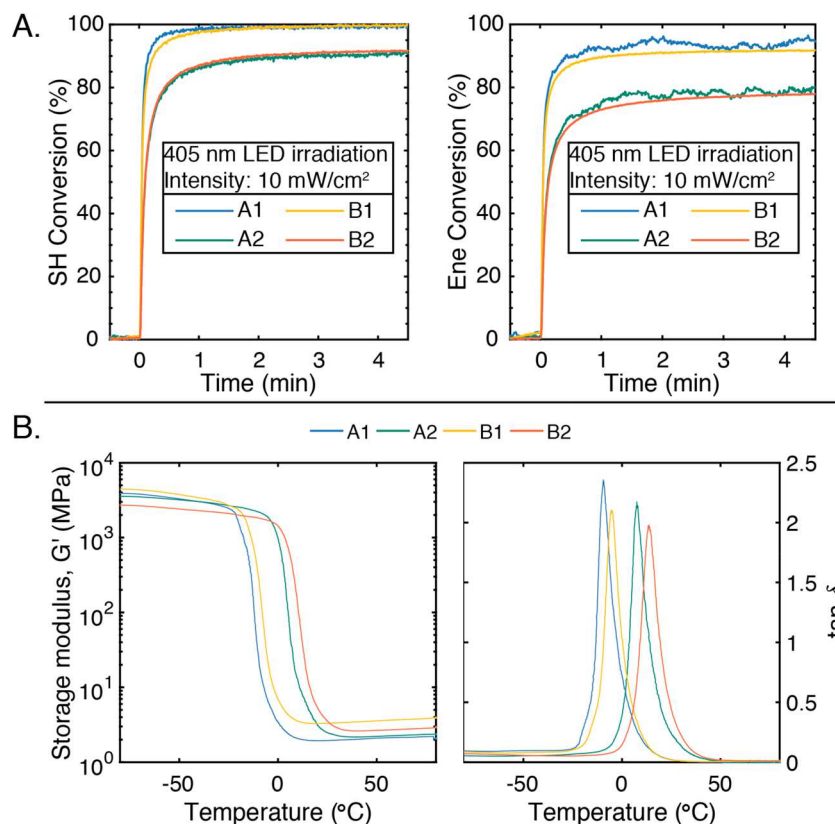 A.
SH Conversion (%)
100
80
60
40
20
0
405 nm LED irradiation
Intensity: 10 mW/cm²
A1 B1
A2 B2
0 1 2 3 4
Time (min)
Ene Conversion (%)
100
80
60
40
20
0
405 nm LED irradiation
Intensity: 10 mW/cm²
A1 B1
A2 B2
0 1 2 3 4
Time (min)
B.
A1 A2 B1 B2
Storage modulus, G' (MPa)
10⁴
10³
10²
10¹
10⁰
-50 0 50
Temperature (°C)
2.5
2
1.5
1
0.5
0
-50 0 50
Temperature (°C)